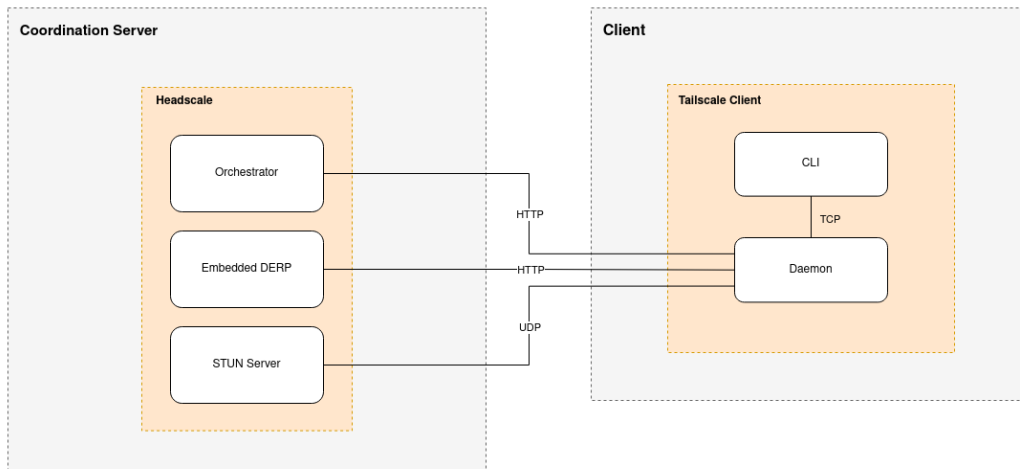 Coordination Server
Headscale
Orchestrator
Embedded DERP
STUN Server
HTTP
HTTP
UDP
Client
Tailscale Client
CLI
TCP
Daemon